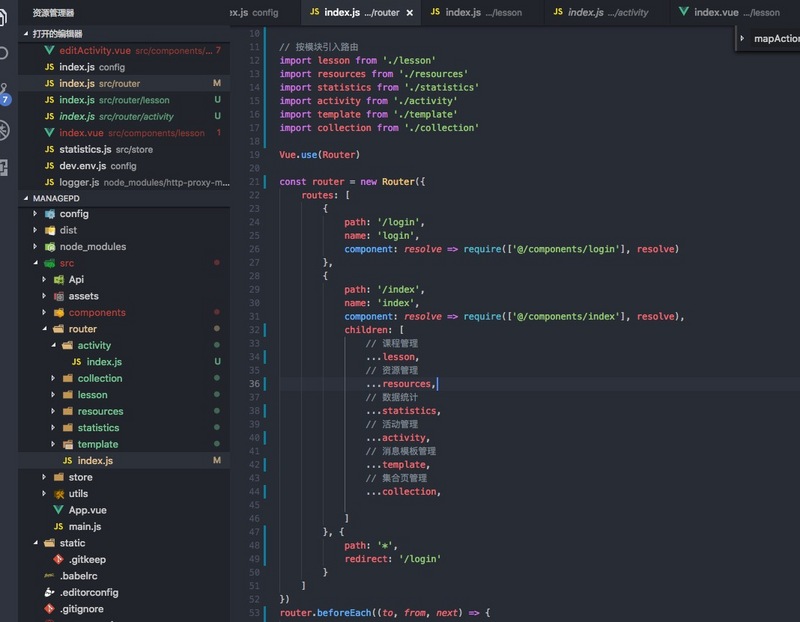 资源管理器
打开的编辑器
editActivity.vue src/components/... 7
index.js config
index.js src/router M
index.js src/router/lesson U
index.js src/router/activity U
index.vue src/components/lesson 1
statistics.js src/store
dev.env.js config
logger.js node_modules/http-proxy-m...
MANAGEPD
config
dist
node_modules
src
Api
assets
components
router
activity
JS index.js U
collection
lesson
resources
statistics
template
JS index.js M
store
utils
App.vue
JS main.js
static
.gitkeep
.babelrc
.editorconfig
.gitignore
7
ex.js config
JS index.js .../router ×
JS index.js .../lesson
JS index.js .../activity
index.vue .../lesson
mapAction
10
11 // 按模块引入路由
12 import lesson from './lesson'
13 import resources from './resources'
14 import statistics from './statistics'
15 import activity from './activity'
16 import template from './template'
17 import collection from './collection'
18
19 Vue.use(Router)
20
21 const router = new Router({
22 routes: [
23 {
24 path: '/login',
25 name: 'login',
26 component: resolve => require(['@/components/login'], resolve)
27 },
28 {
29 path: '/index',
30 name: 'index',
31 component: resolve => require(['@/components/index'], resolve),
32 children: [
33 // 课程管理
34 ...lesson,
35 // 资源管理
36 ...resources,
37 // 数据统计
38 ...statistics,
39 // 活动管理
40 ...activity,
41 // 消息模板管理
42 ...template,
43 // 集合页管理
44 ...collection,
45
46 ]
47 }, {
48 path: '*',
49 redirect: '/login'
50 }
51 ]
52 })
53 router.beforeEach((to, from, next) => {